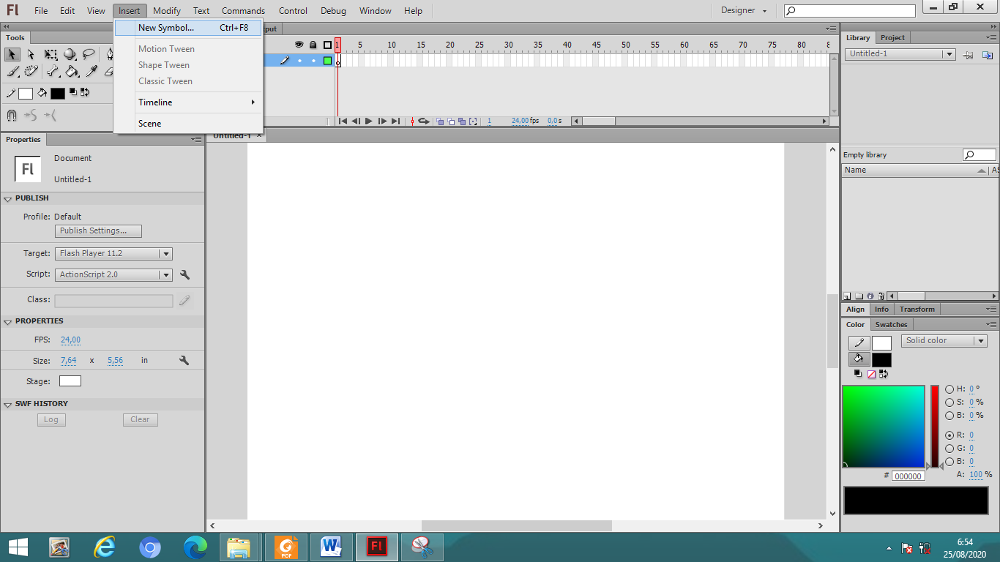 Fl File Edit View Insert Modify Text Commands Control Debug Window Help Designer
New Symbol... Ctrl+F8
Motion Tween
Shape Tween
Classic Tween
Timeline
Scene
Tools
1 5 10 15 20 25 30 35 40 45 50 55 60 65 70 75 80 8
1 24,00 fps 0,0 s
Untitled-1
Properties
Fl
Document
Untitled-1
PUBLISH
Profile: Default
Publish Settings...
Target: Flash Player 11.2
Script: ActionScript 2.0
Class:
PROPERTIES
FPS: 24,00
Size: 7,64 x 5,56 in
Stage:
SWF HISTORY
Log Clear
Library Project
Untitled-1
Empty library
Name AS
Align Info Transform
Color Swatches
Solid color
H: 0 °
S: 0 %
B: 0 %
R: 0
G: 0
B: 0
# 000000 A: 100 %
PDF
W
Fl
6:54
25/08/2020